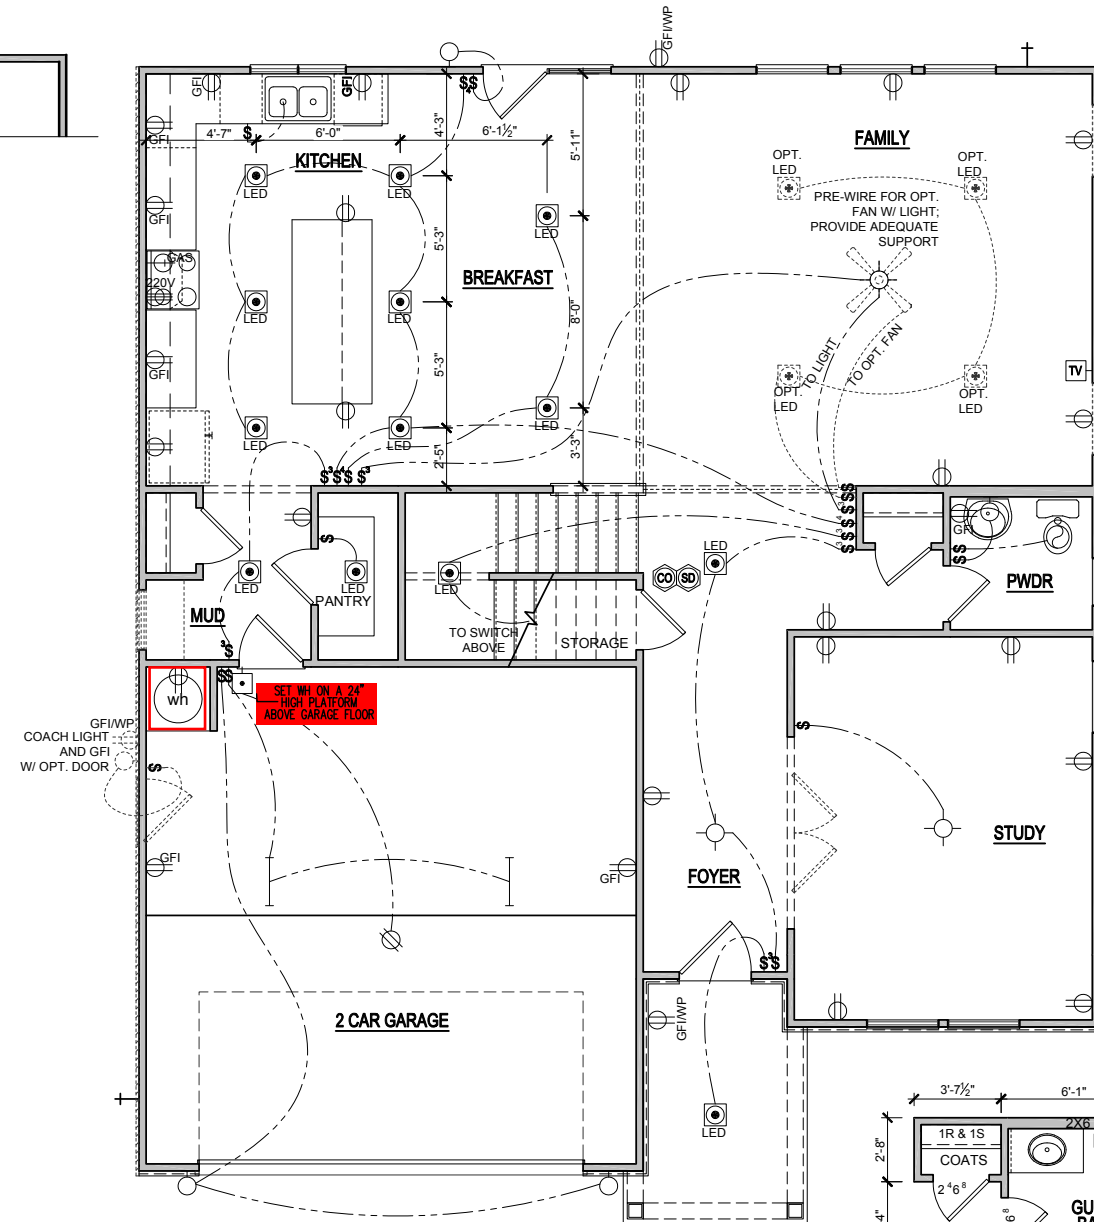 GFI/WP
GFI
GFI
GFI
4'-7"
$
6'-0"
4'-3"
6'-1½"
5'-11"
KITCHEN
FAMILY
OPT.
LED
OPT.
LED
LED
LED
PRE-WIRE FOR OPT.
FAN W/ LIGHT;
PROVIDE ADEQUATE
SUPPORT
GFI
LED
5'-3"
GAS
220V
BREAKFAST
LED
LED
8'-0"
TO LIGHT
TO OPT. FAN
GFI
5'-3"
TV
OPT.
LED
OPT.
LED
LED
LED
LED
2'-5"
3'-3"
GFI
LED
CO
SD
LED
LED
PANTRY
LED
PWDR
MUD
TO SWITCH
ABOVE
STORAGE
wh
SET WH ON A 24"
HIGH PLATFORM
ABOVE GARAGE FLOOR
GFI/WP
COACH LIGHT
AND GFI
W/ OPT. DOOR
GFI
GFI
STUDY
FOYER
2 CAR GARAGE
GFI/WP
LED
3'-7½"
6'-1"
2X6
2'-8"
1R & 1S
COATS
2⁴6⁸
4"
6⁸
GU
BA